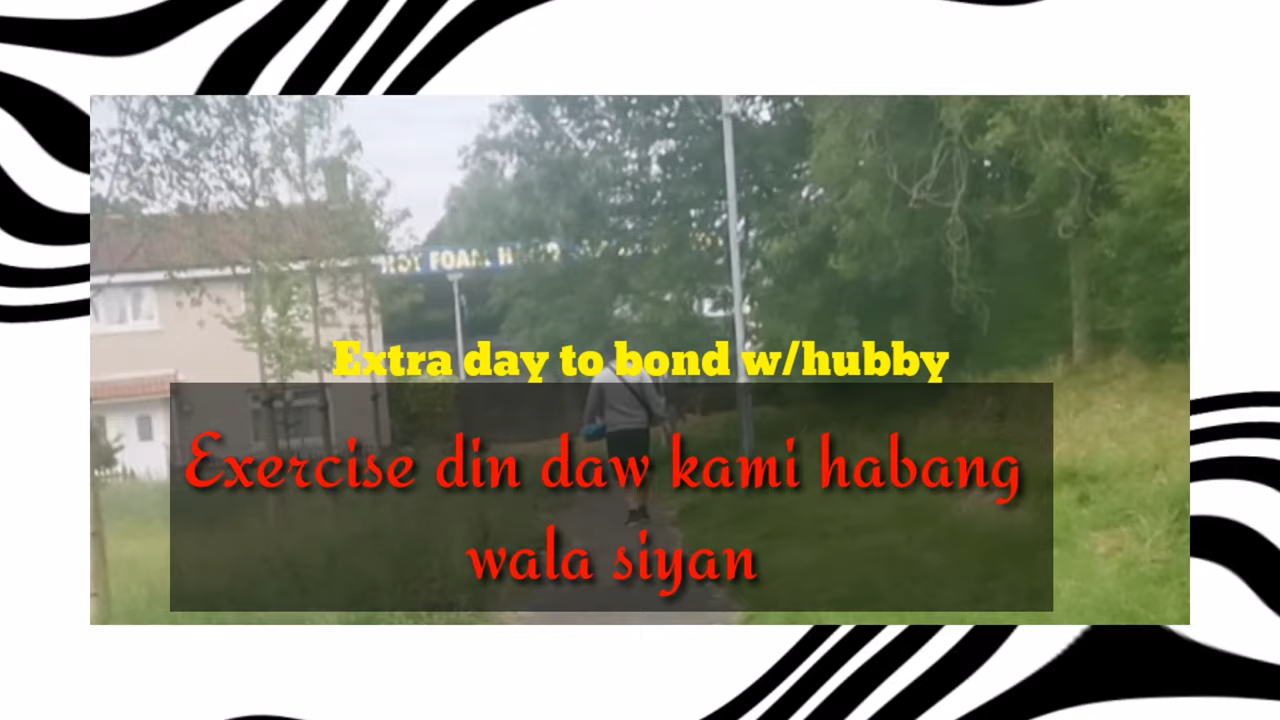 Extra day to bond w/hubby
Exercise din daw kami habang
wala siyan